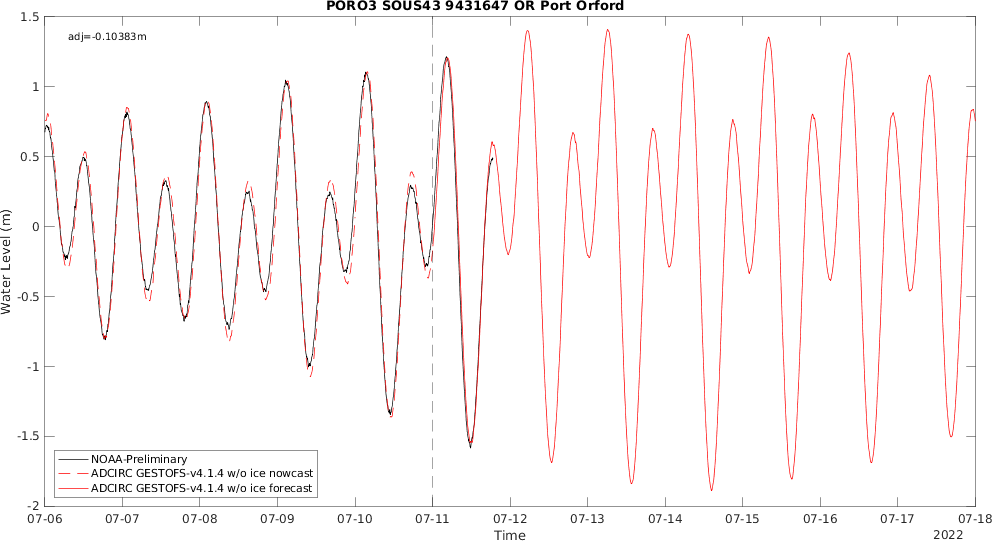 PORO3 SOUS43 9431647 OR Port Orford
adj=-0.10383m
1.5
1
0.5
0
-0.5
-1
-1.5
-2
Water Level (m)
NOAA-Preliminary
ADCIRC GESTOFS-v4.1.4 w/o ice nowcast
ADCIRC GESTOFS-v4.1.4 w/o ice forecast
07-06 07-07 07-08 07-09 07-10 07-11 07-12 07-13 07-14 07-15 07-16 07-17 07-18
Time
2022